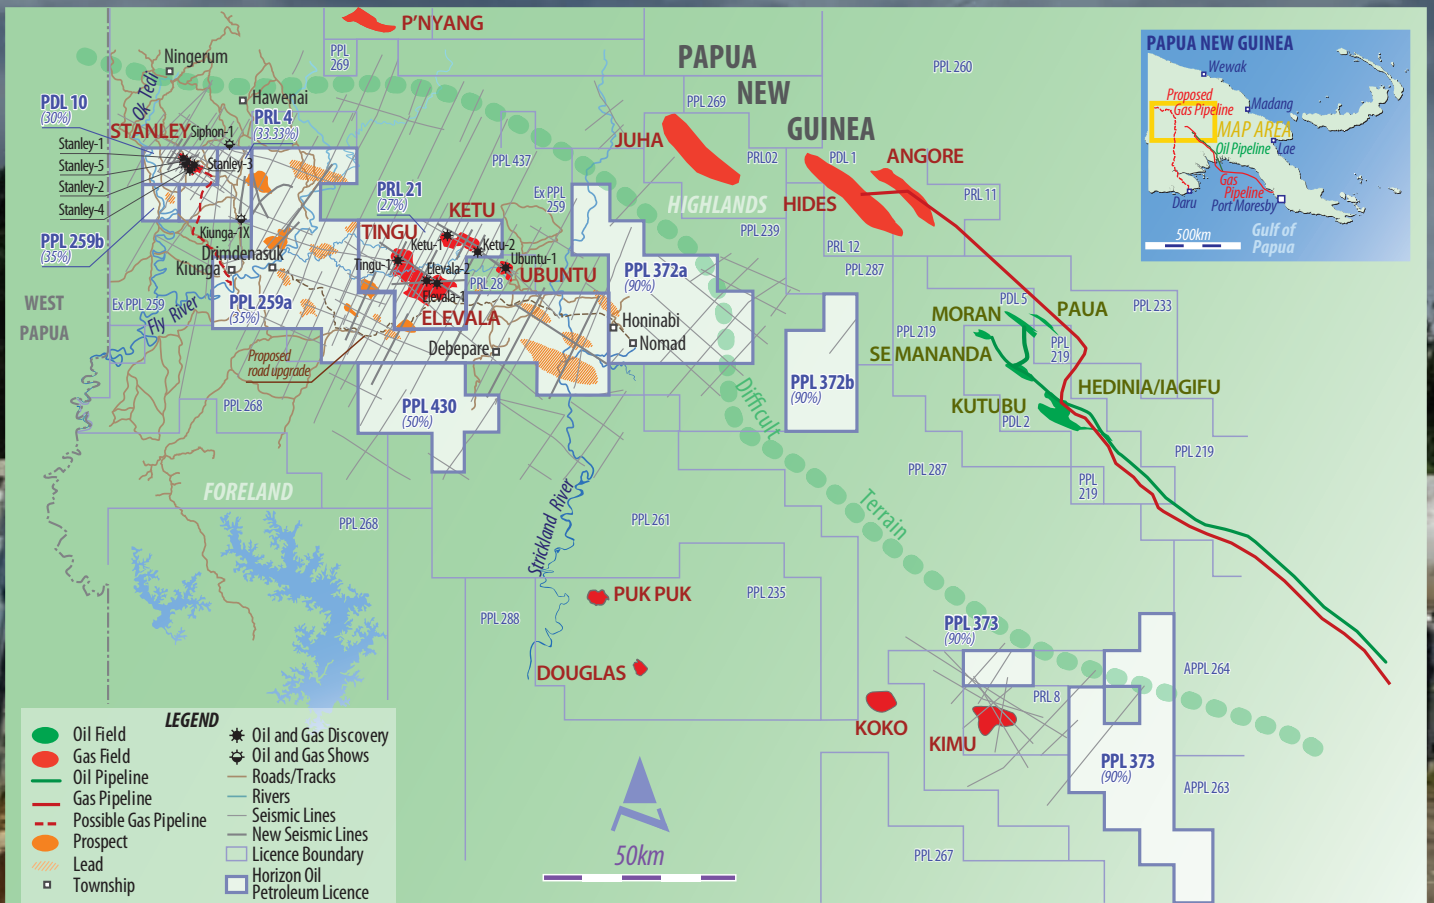 P'NYANG
PPL
269
PAPUA
NEW
GUINEA
PPL 260
PPL 269
Ningerum
Ok Tedi
Hawenai
PDL 10
(30%)
PRL 4
(33.33%)
STANLEY
Siphon-1
Stanley-1
Stanley-5
Stanley-3
Stanley-2
Stanley-4
PPL 259b
(35%)
Kiunga-1X
Drimdenasuk
Kiunga
WEST
PAPUA
Ex PPL 259
Fly River
PPL 259a
(35%)
Proposed
road upgrade
PPL 437
Ex PPL
259
PRL 21
(27%)
KETU
TINGU
Ketu-1
Ketu-2
Tingu-1
Elevala-2
Ubuntu-1
UBUNTU
PRL 28
Elevala-1
ELEVALA
Debepare
Honinabi
Nomad
PPL 372a
(90%)
JUHA
PRL02
HIGHLANDS
PPL 239
PDL 1
ANGORE
HIDES
PRL 11
PRL 12
PPL 287
PDL 5
MORAN
PAUA
PPL 233
PPL 219
SE MANANDA
PPL
219
HEDINIA/IAGIFU
KUTUBU
PDL 2
PPL 372b
(90%)
PPL 430
(50%)
PPL 268
FORELAND
PPL 268
Difficult
Terrain
PPL 287
PPL
219
PPL 219
PPL 261
Strickland River
PUK PUK
PPL 235
PPL 288
DOUGLAS
PPL 373
(90%)
PRL 8
KOKO
KIMU
APPL 264
PPL 373
(90%)
APPL 263
PPL 267
50km
PAPUA NEW GUINEA
Wewak
Proposed
Gas Pipeline
Madang
MAP AREA
Oil Pipeline
Lae
Gas
Pipeline
Daru
Port Moresby
500km
Gulf of
Papua
LEGEND
Oil Field
Gas Field
Oil Pipeline
Gas Pipeline
Possible Gas Pipeline
Prospect
Lead
Township
Oil and Gas Discovery
Oil and Gas Shows
Roads/Tracks
Rivers
Seismic Lines
New Seismic Lines
Licence Boundary
Horizon Oil
Petroleum Licence